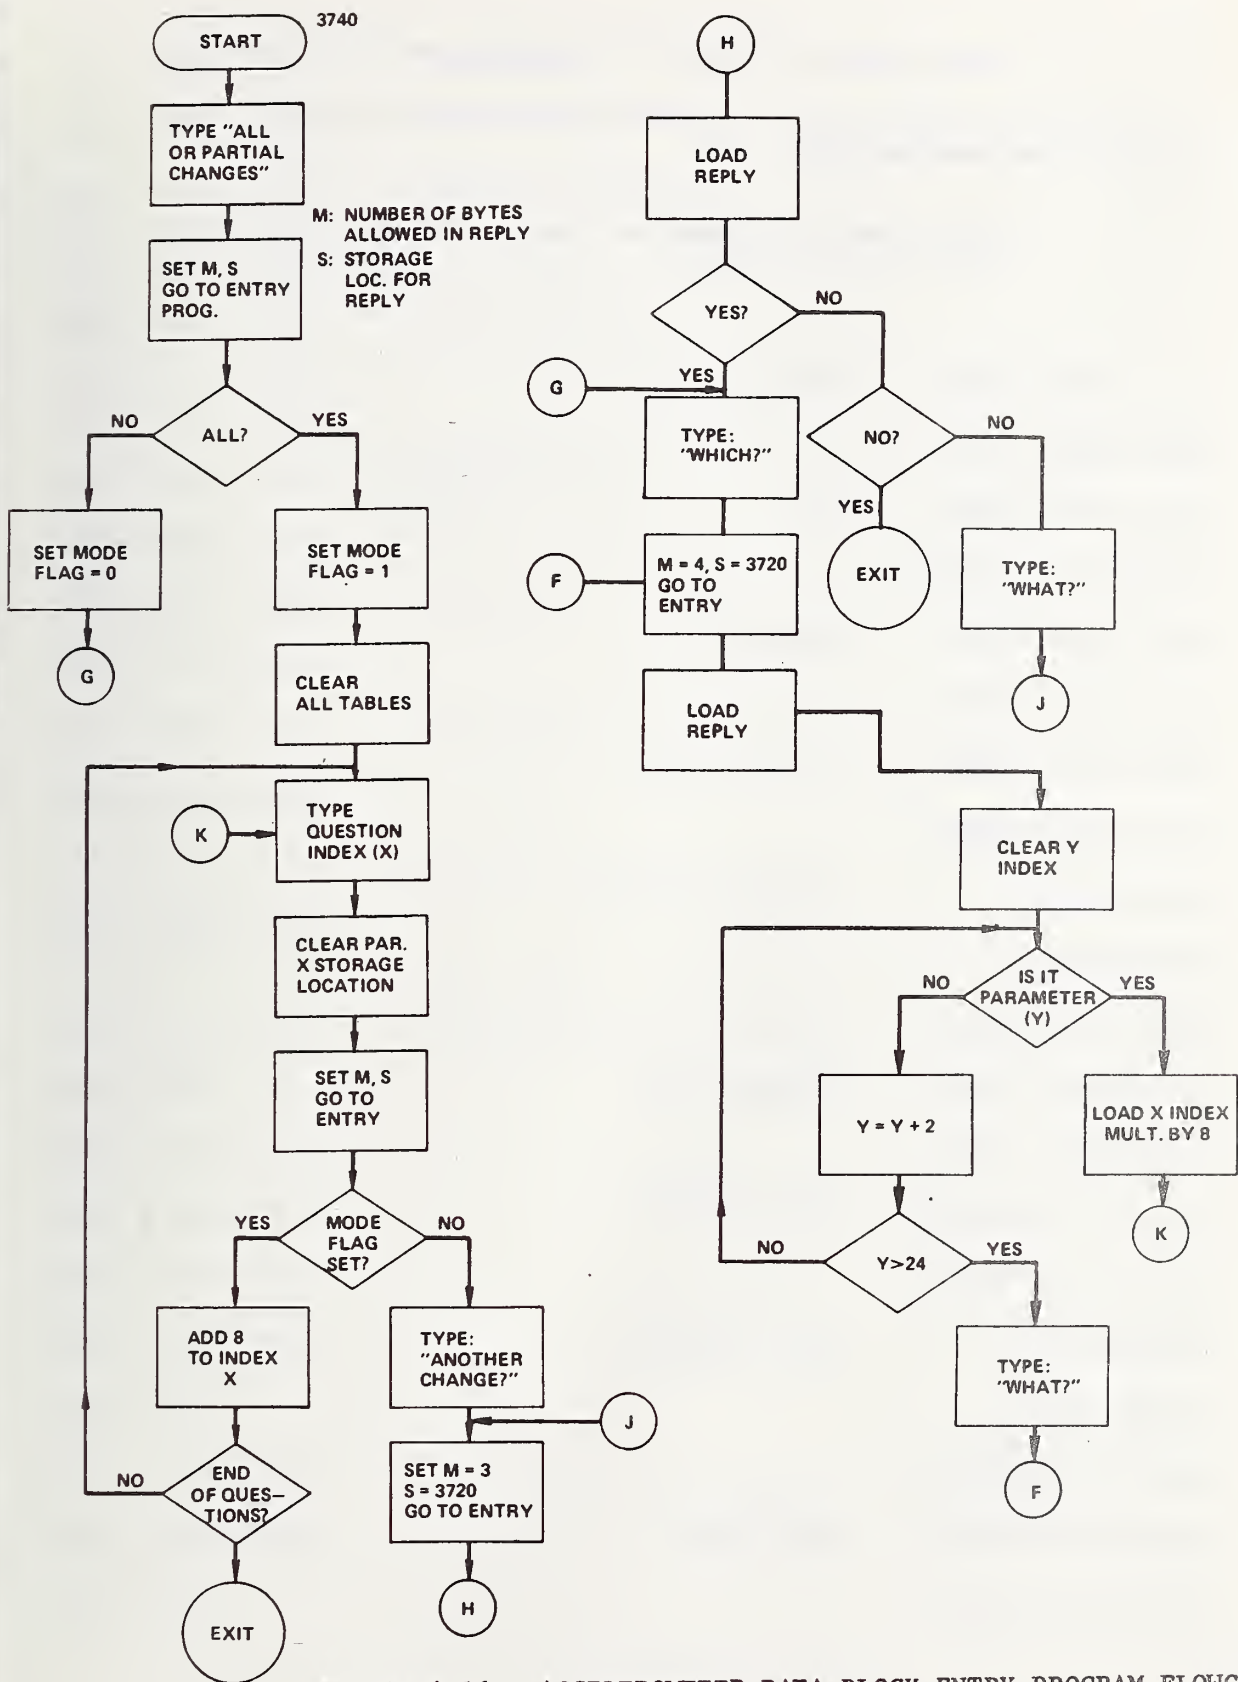 3740
START
TYPE "ALL
OR PARTIAL
CHANGES"
M: NUMBER OF BYTES
ALLOWED IN REPLY
S: STORAGE
LOC. FOR
REPLY
SET M, S
GO TO ENTRY
PROG.
NO
ALL?
YES
SET MODE
FLAG = 0
G
SET MODE
FLAG = 1
CLEAR
ALL TABLES
K
TYPE
QUESTION
INDEX (X)
CLEAR PAR.
X STORAGE
LOCATION
SET M, S
GO TO
ENTRY
YES
MODE
FLAG
SET?
NO
ADD 8
TO INDEX
X
TYPE:
"ANOTHER
CHANGE?"
J
NO
END
OF QUES–
TIONS?
SET M = 3
S = 3720
GO TO ENTRY
EXIT
H
H
LOAD
REPLY
YES?
NO
G
YES
TYPE:
"WHICH?"
NO?
NO
YES
F
M = 4, S = 3720
GO TO
ENTRY
EXIT
TYPE:
"WHAT?"
J
LOAD
REPLY
CLEAR Y
INDEX
NO
IS IT
PARAMETER
(Y)
YES
Y = Y + 2
LOAD X INDEX
MULT. BY 8
K
NO
Y>24
YES
TYPE:
"WHAT?"
F
DATA BLOCK ENTRY PROGRAM